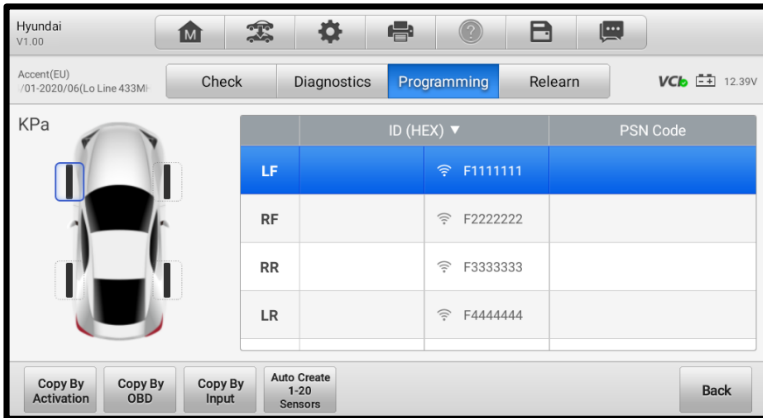 Hyundai
V1.00
M
?
Accent(EU)
/01-2020/06(Lo Line 433MH
Check
Diagnostics
Programming
Relearn
VCI
12.39V
KPa
ID (HEX) ▼
PSN Code
LF
F1111111
RF
F2222222
RR
F3333333
LR
F4444444
Copy By
Activation
Copy By
OBD
Copy By
Input
Auto Create
1-20
Sensors
Back